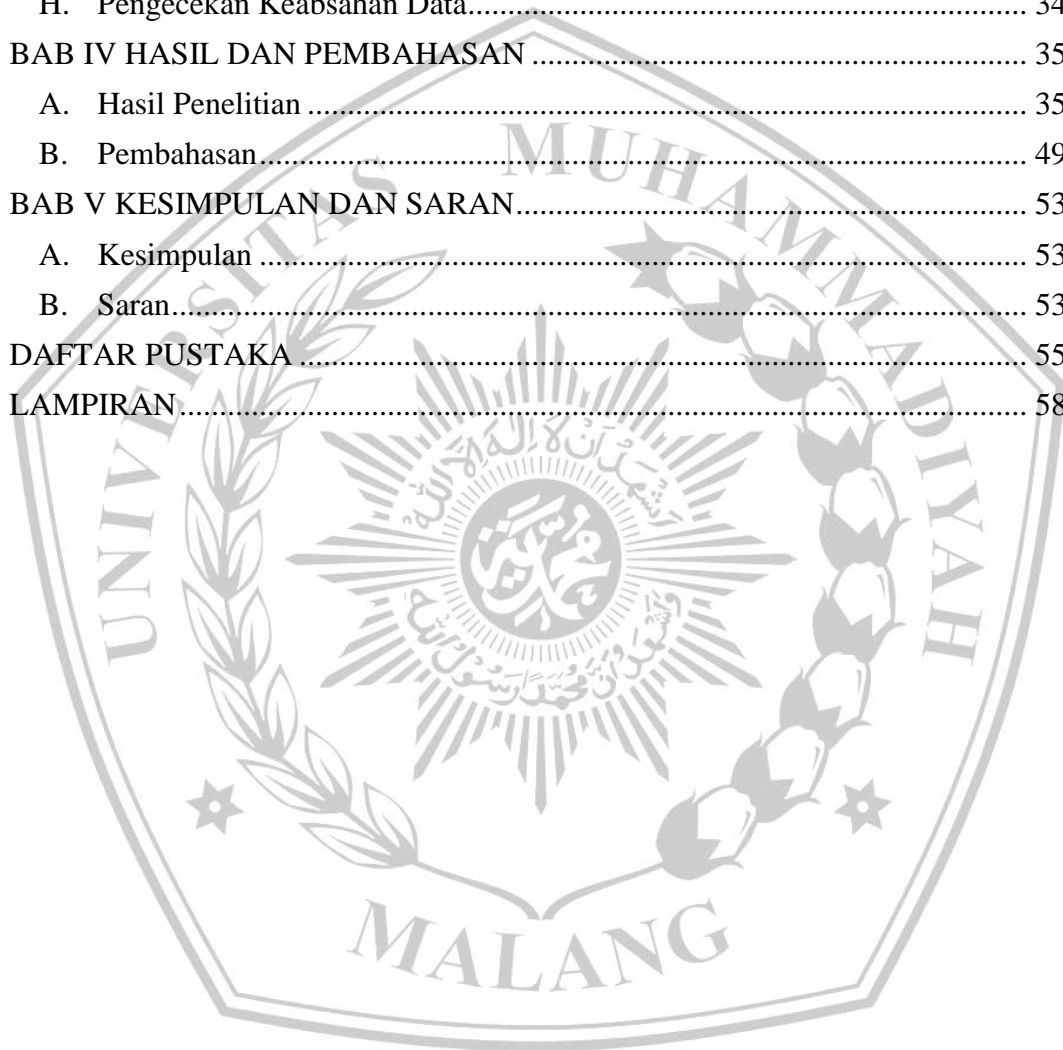 H. Pengecekan Keabsahan Data........................................................................ 34
BAB IV HASIL DAN PEMBAHASAN ............................................................... 35
A. Hasil Penelitian ............................................................................................ 35
B. Pembahasan.................................................................................................. 49
BAB V KESIMPULAN DAN SARAN................................................................. 53
A. Kesimpulan .................................................................................................. 53
B. Saran............................................................................................................. 53
DAFTAR PUSTAKA ............................................................................................ 55
LAMPIRAN........................................................................................................... 58
UNIVERSITAS MUHAMMADIYAH
MALANG